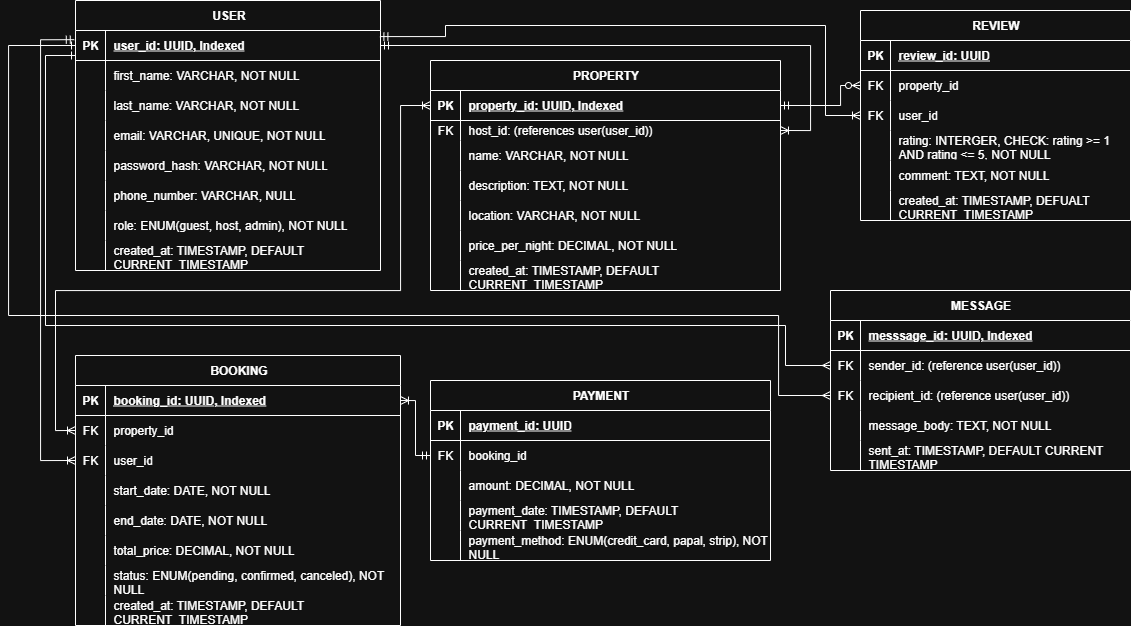 USER
PK user_id: UUID, Indexed
first_name: VARCHAR, NOT NULL
last_name: VARCHAR, NOT NULL
email: VARCHAR, UNIQUE, NOT NULL
password_hash: VARCHAR, NOT NULL
phone_number: VARCHAR, NULL
role: ENUM(guest, host, admin), NOT NULL
created_at: TIMESTAMP, DEFAULT
CURRENT_TIMESTAMP
PROPERTY
PK property_id: UUID, Indexed
FK host_id: (references user(user_id))
name: VARCHAR, NOT NULL
description: TEXT, NOT NULL
location: VARCHAR, NOT NULL
price_per_night: DECIMAL, NOT NULL
created_at: TIMESTAMP, DEFAULT
CURRENT_TIMESTAMP
REVIEW
PK review_id: UUID
FK property_id
FK user_id
rating: INTERGER, CHECK: rating >= 1
AND rating <= 5, NOT NULL
comment: TEXT, NOT NULL
created_at: TIMESTAMP, DEFUALT
CURRENT_TIMESTAMP
MESSAGE
PK messsage_id: UUID, Indexed
FK sender_id: (reference user(user_id))
FK recipient_id: (reference user(user_id))
message_body: TEXT, NOT NULL
sent_at: TIMESTAMP, DEFAULT CURRENT
TIMESTAMP
BOOKING
PK booking_id: UUID, Indexed
FK property_id
FK user_id
start_date: DATE, NOT NULL
end_date: DATE, NOT NULL
total_price: DECIMAL, NOT NULL
status: ENUM(pending, confirmed, canceled), NOT
NULL
created_at: TIMESTAMP, DEFAULT
CURRENT_TIMESTAMP
PAYMENT
PK payment_id: UUID
FK booking_id
amount: DECIMAL, NOT NULL
payment_date: TIMESTAMP, DEFAULT
CURRENT_TIMESTAMP
payment_method: ENUM(credit_card, papal, strip), NOT
NULL